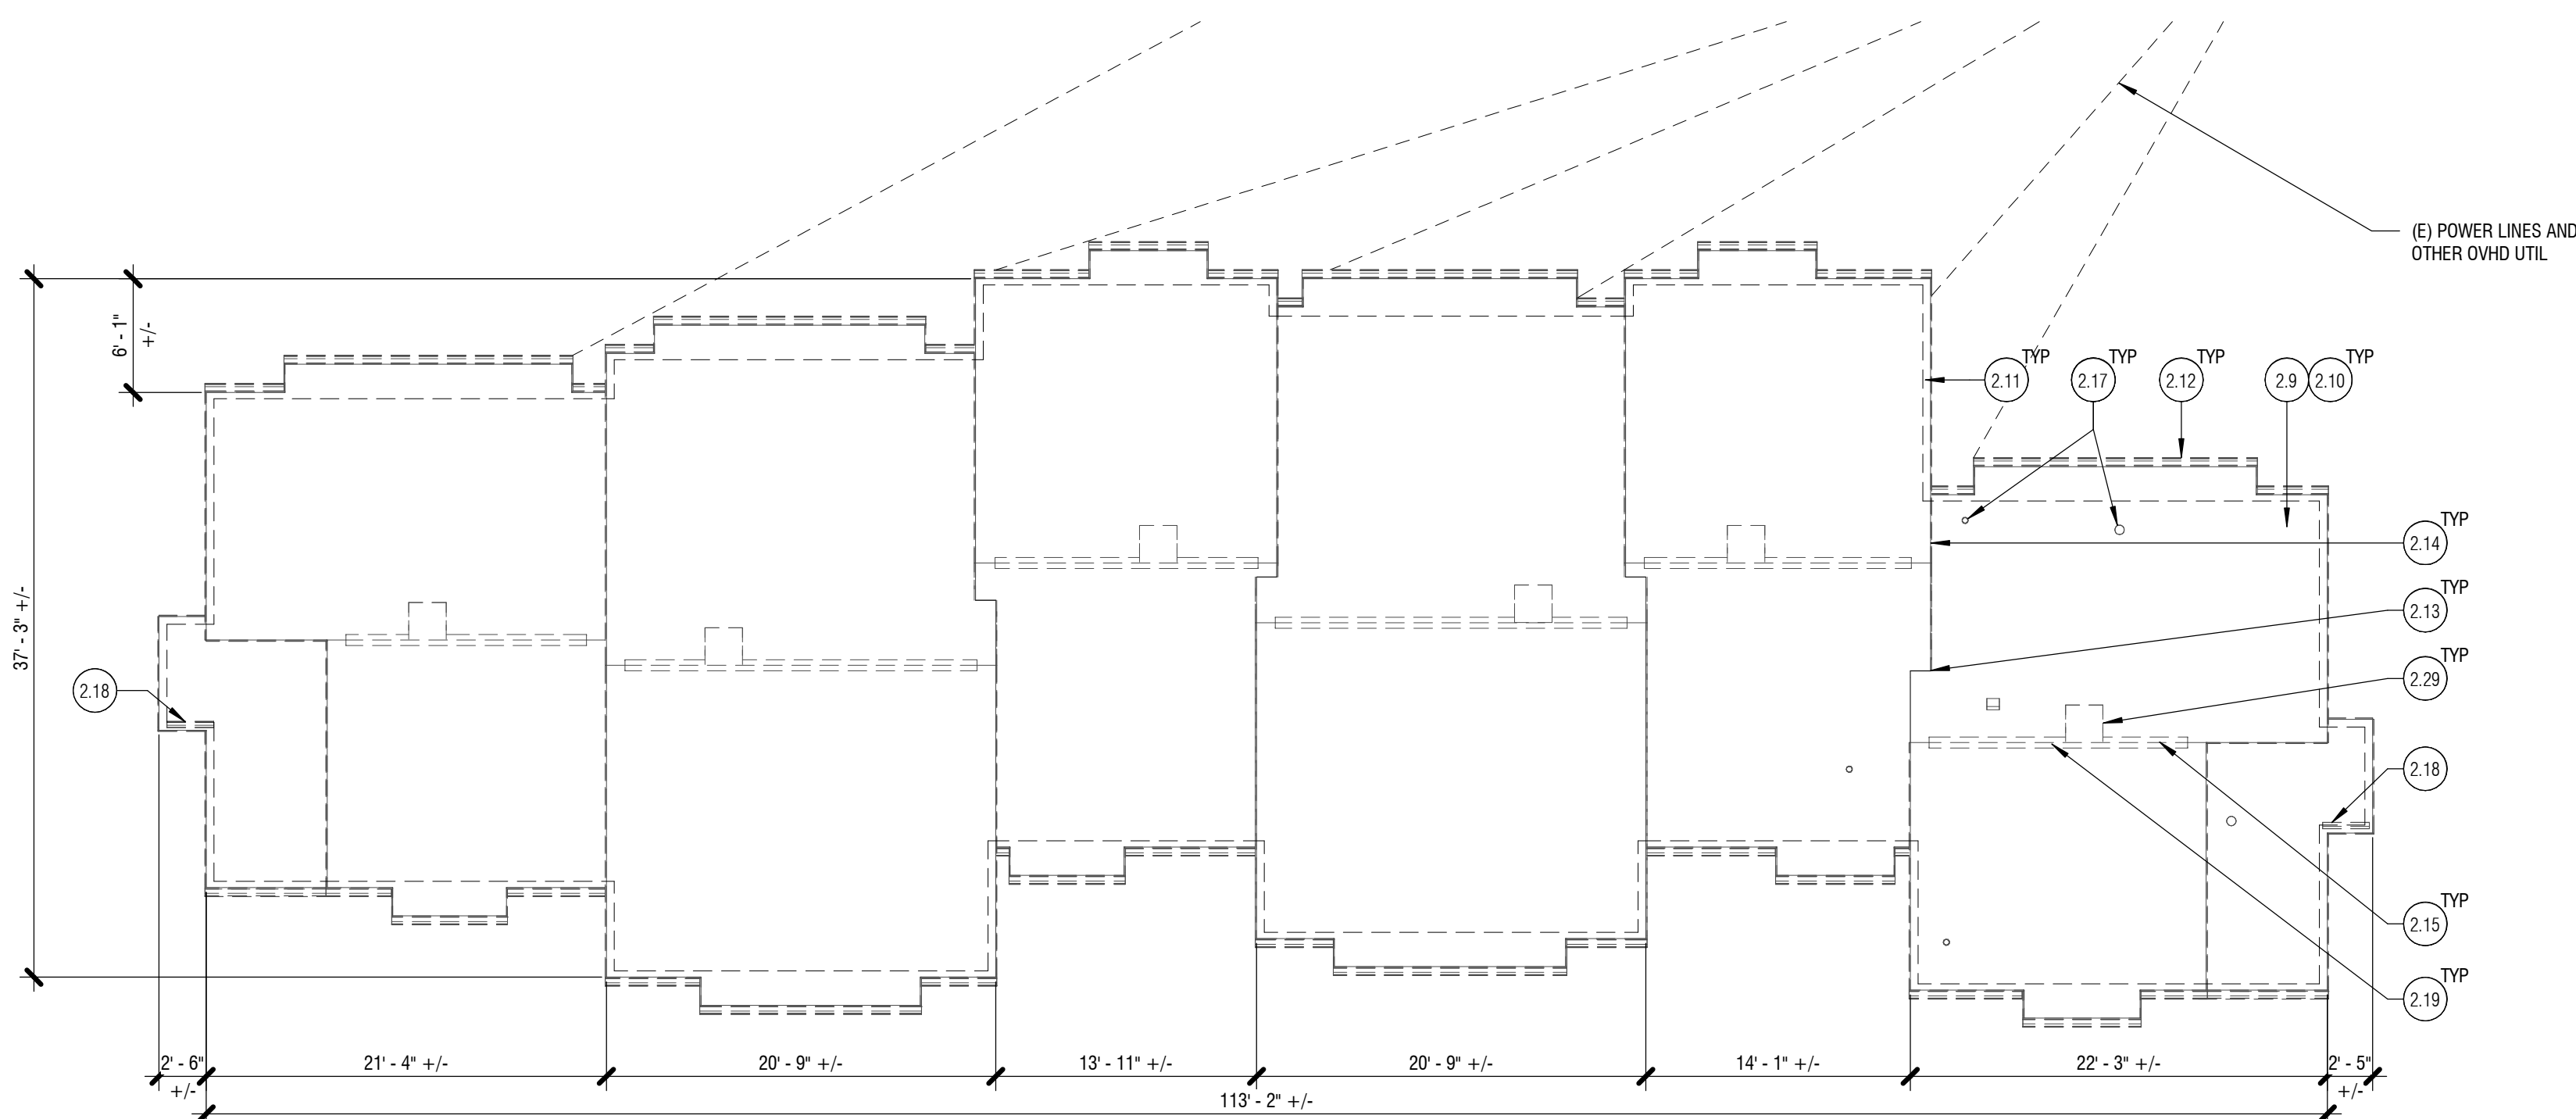 (E) POWER LINES AND
OTHER OVHD UTIL
6' - 1"
+/-
37' - 3" +/-
TYP
2.11
TYP
2.17
TYP
2.12
TYP
2.9
2.10
TYP
2.14
TYP
2.13
TYP
2.29
2.18
2.18
TYP
2.15
TYP
2.19
2' - 6"
+/-
21' - 4" +/-
20' - 9" +/-
13' - 11" +/-
20' - 9" +/-
14' - 1" +/-
22' - 3" +/-
2' - 5"
+/-
113' - 2" +/-